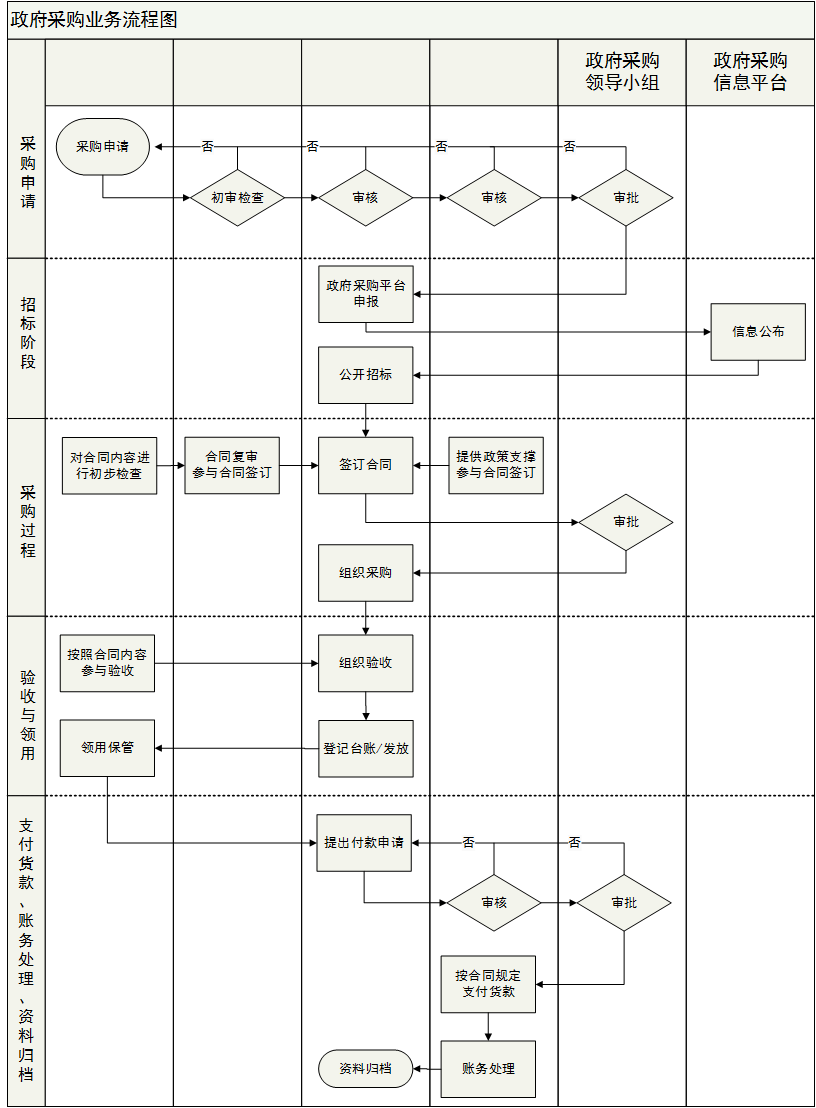 政府采购业务流程图
政府采购
领导小组
政府采购
信息平台
采购申请
采购申请
否
否
否
否
初审检查
审核
审核
审批
招标阶段
政府采购平台
申报
信息公布
公开招标
采购过程
对合同内容进
行初步检查
合同复审
参与合同签订
签订合同
提供政策支撑
参与合同签订
审批
组织采购
验收与领用
按照合同内容
参与验收
组织验收
领用保管
登记台账/发放
支付货款、账务处理、资料归档
提出付款申请
否
否
审核
审批
按合同规定
支付货款
资料归档
账务处理